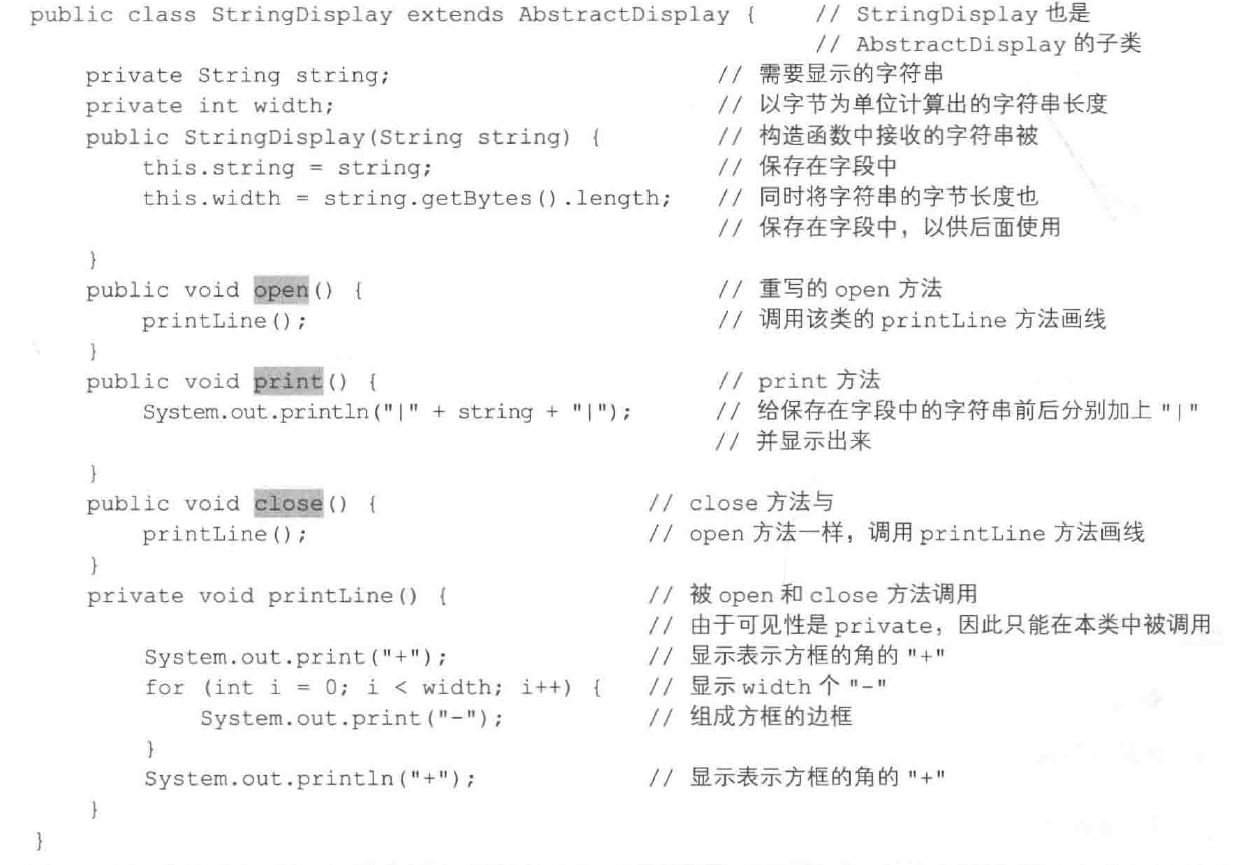 public class StringDisplay extends AbstractDisplay {    // StringDisplay 也是
                                                        // AbstractDisplay 的子类
    private String string;                              // 需要显示的字符串
    private int width;                                  // 以字节为单位计算出的字符串长度
    public StringDisplay(String string) {               // 构造函数中接收的字符串被
        this.string = string;                           // 保存在字段中
        this.width = string.getBytes().length;          // 同时将字符串的字节长度也
                                                        // 保存在字段中，以供后面使用
    }
    public void open() {                                // 重写的 open 方法
        printLine();                                    // 调用该类的 printLine 方法画线
    }
    public void print() {                               // print 方法
        System.out.println("|" + string + "|");         // 给保存在字段中的字符串前后分别加上 "|"
                                                        // 并显示出来
    }
    public void close() {                               // close 方法与
        printLine();                                    // open 方法一样，调用 printLine 方法画线
    }
    private void printLine() {                          // 被 open 和 close 方法调用
                                                        // 由于可见性是 private，因此只能在本类中被调用
        System.out.print("+");                          // 显示表示方框的角的 "+"
        for (int i = 0; i < width; i++) {               // 显示 width 个 "-"
            System.out.print("-");                      // 组成方框的边框
        }
        System.out.println("+");                        // 显示表示方框的角的 "+"
    }
}